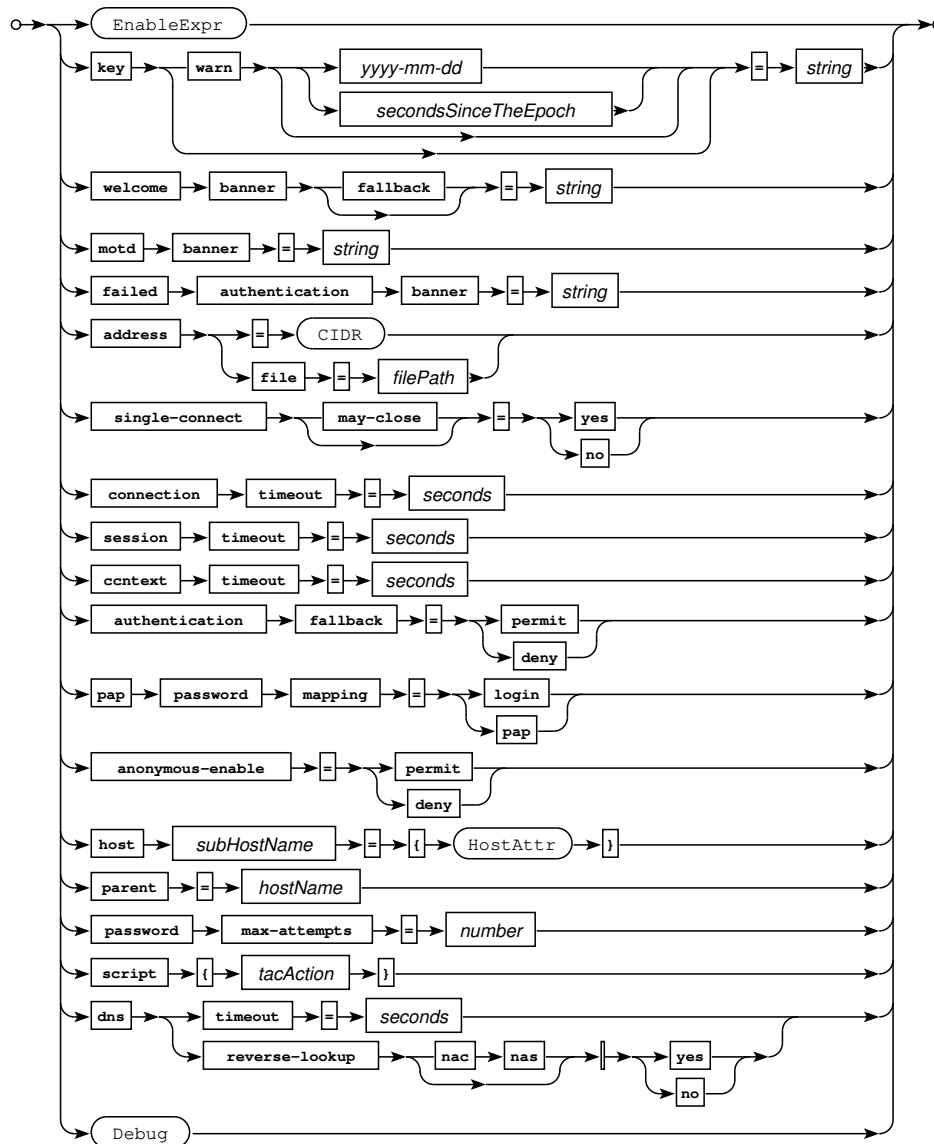 EnableExpr
key warn yyyy-mm-dd = string
secondsSinceTheEpoch
welcome banner fallback = string
motd banner = string
failed authentication banner = string
address = CIDR
file = filePath
single-connect may-close = yes
no
connection timeout = seconds
session timeout = seconds
ccntext timeout = seconds
authentication fallback = permit
deny
pap password mapping = login
pap
anonymous-enable = permit
deny
host subHostName = { HostAttr }
parent = hostName
password max-attempts = number
script { tacAction }
dns timeout = seconds
reverse-lookup nac nas | yes
no
Debug